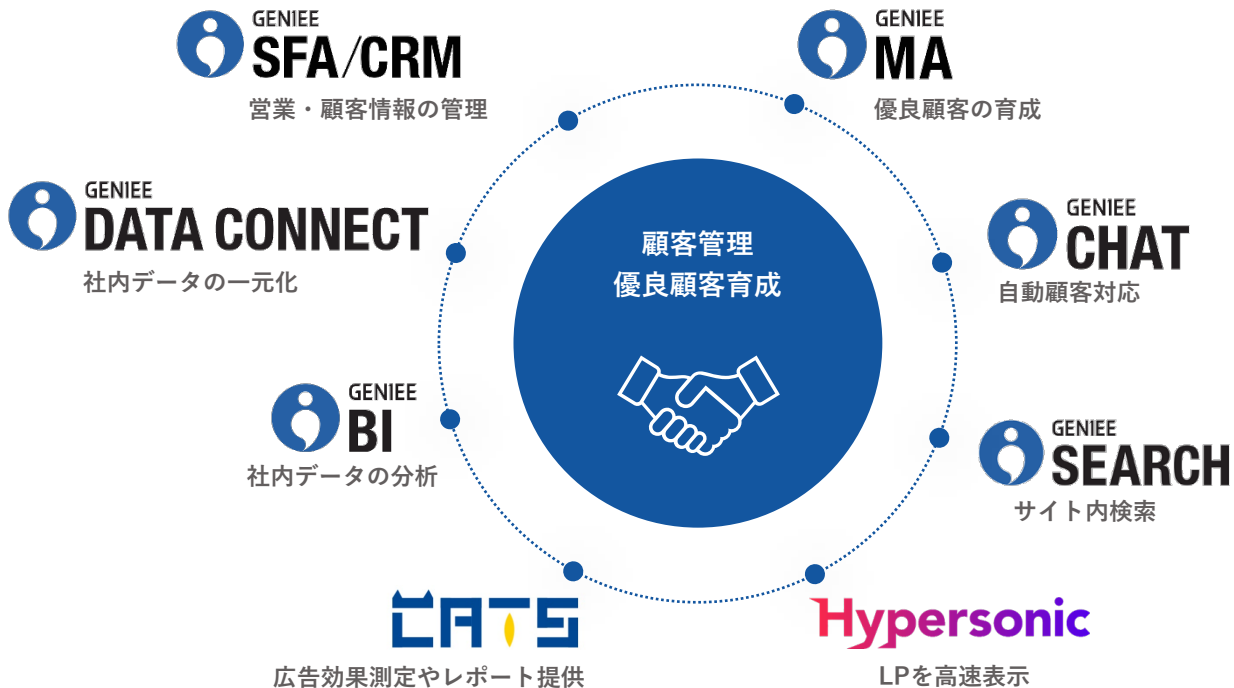 GENIEE
SFA/CRM
営業・顧客情報の管理
GENIEE
MA
優良顧客の育成
GENIEE
DATA CONNECT
社内データの一元化
GENIEE
CHAT
自動顧客対応
顧客管理
優良顧客育成
GENIEE
BI
社内データの分析
GENIEE
SEARCH
サイト内検索
CATS
広告効果測定やレポート提供
Hypersonic
LPを高速表示